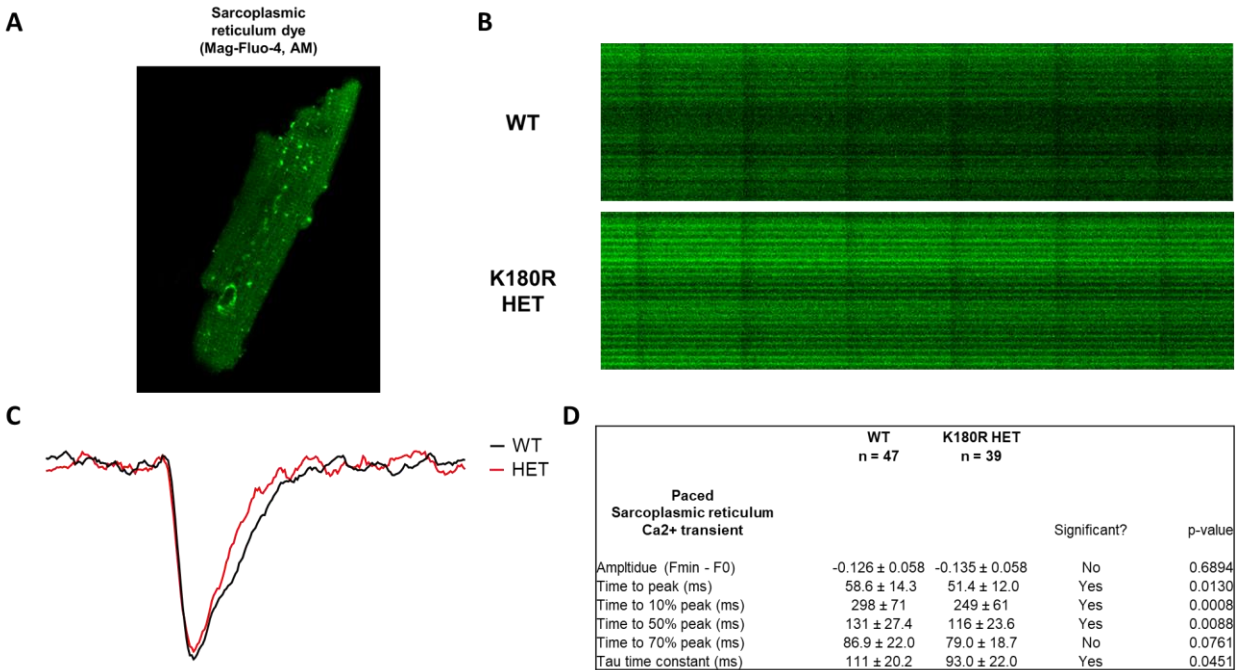 A
Sarcoplasmic
reticulum dye
(Mag-Fluo-4, AM)
B
WT
K180R
HET
C
WT
HET
D
WT K180R HET
n = 47 n = 39
Paced
Sarcoplasmic reticulum
Ca2+ transient Significant? p-value
Ampltidue (Fmin - F0) -0.126 ± 0.058 -0.135 ± 0.058 No 0.6894
Time to peak (ms) 58.6 ± 14.3 51.4 ± 12.0 Yes 0.0130
Time to 10% peak (ms) 298 ± 71 249 ± 61 Yes 0.0008
Time to 50% peak (ms) 131 ± 27.4 116 ± 23.6 Yes 0.0088
Time to 70% peak (ms) 86.9 ± 22.0 79.0 ± 18.7 No 0.0761
Tau time constant (ms) 111 ± 20.2 93.0 ± 22.0 Yes 0.0451